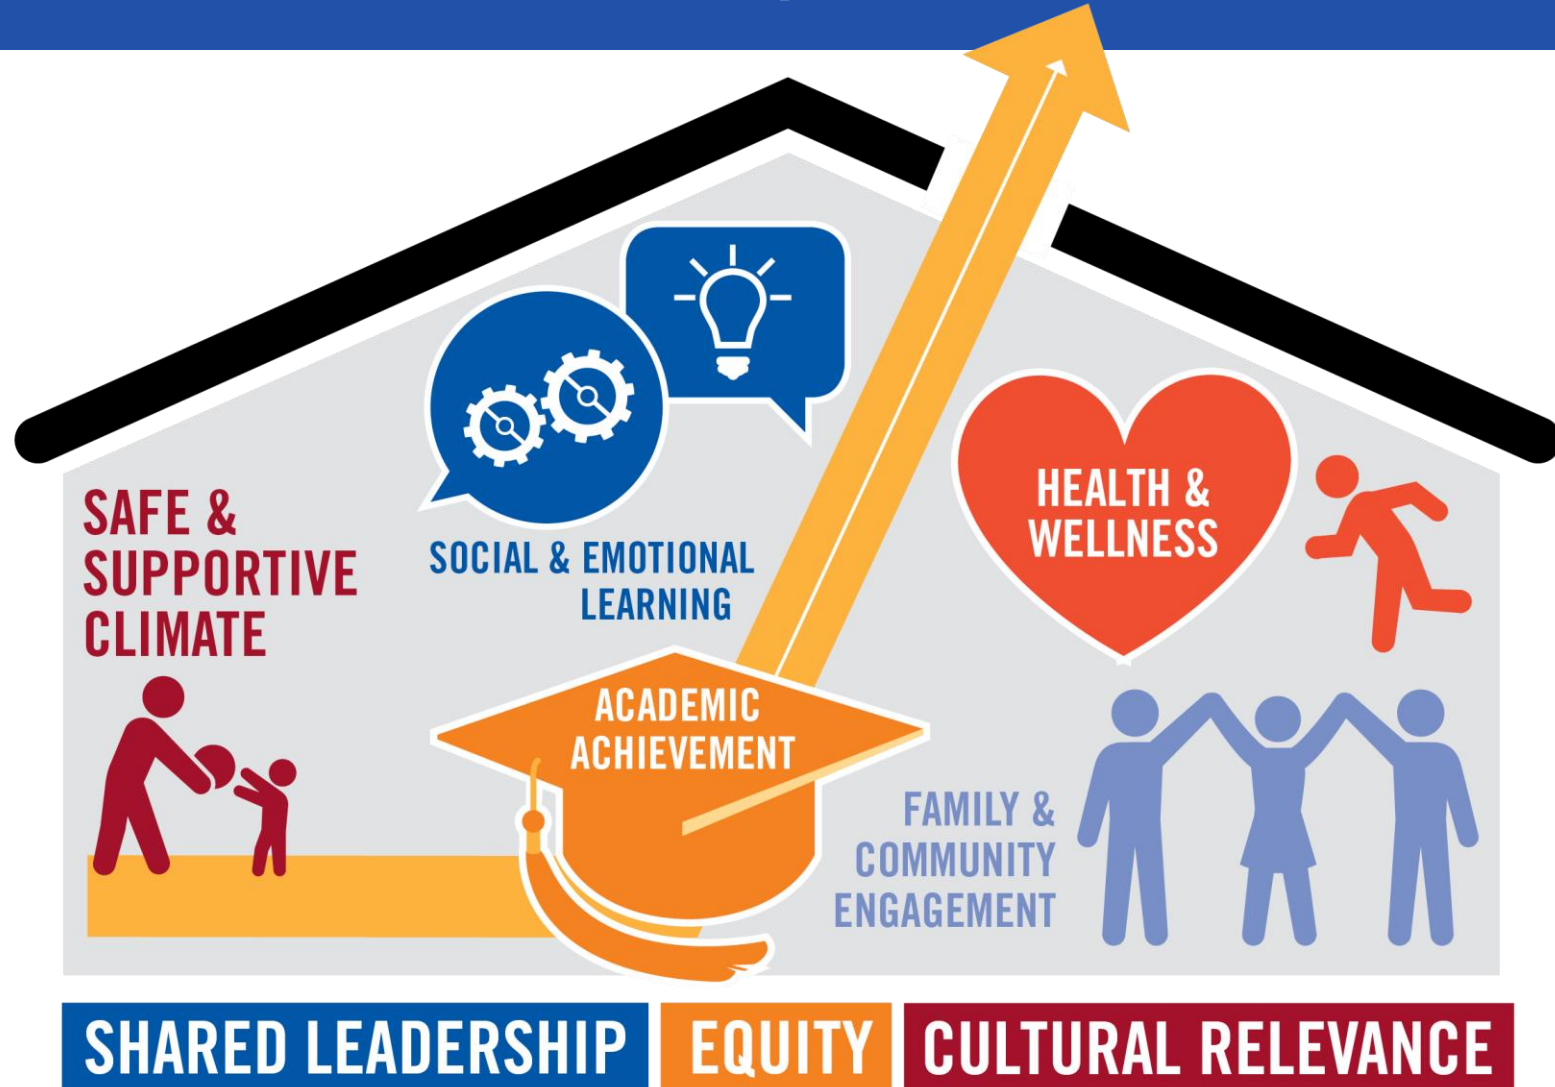 SAFE &
SUPPORTIVE
CLIMATE
SOCIAL & EMOTIONAL
LEARNING
HEALTH &
WELLNESS
ACADEMIC
ACHIEVEMENT
FAMILY &
COMMUNITY
ENGAGEMENT
SHARED LEADERSHIP EQUITY CULTURAL RELEVANCE